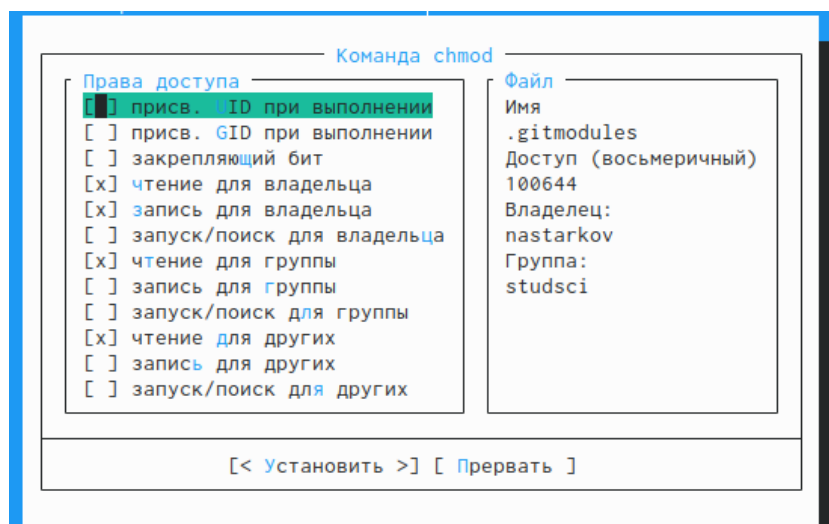 Команда chmod
Права доступа
[ ] присв. UID при выполнении
[ ] присв. GID при выполнении
[ ] закрепляющий бит
[x] чтение для владельца
[x] запись для владельца
[ ] запуск/поиск для владельца
[x] чтение для группы
[ ] запись для группы
[ ] запуск/поиск для группы
[x] чтение для других
[ ] запись для других
[ ] запуск/поиск для других
Файл
Имя
.gitmodules
Доступ (восьмеричный)
100644
Владелец:
nastarkov
Группа:
studsci
[< Установить >] [ Прервать ]